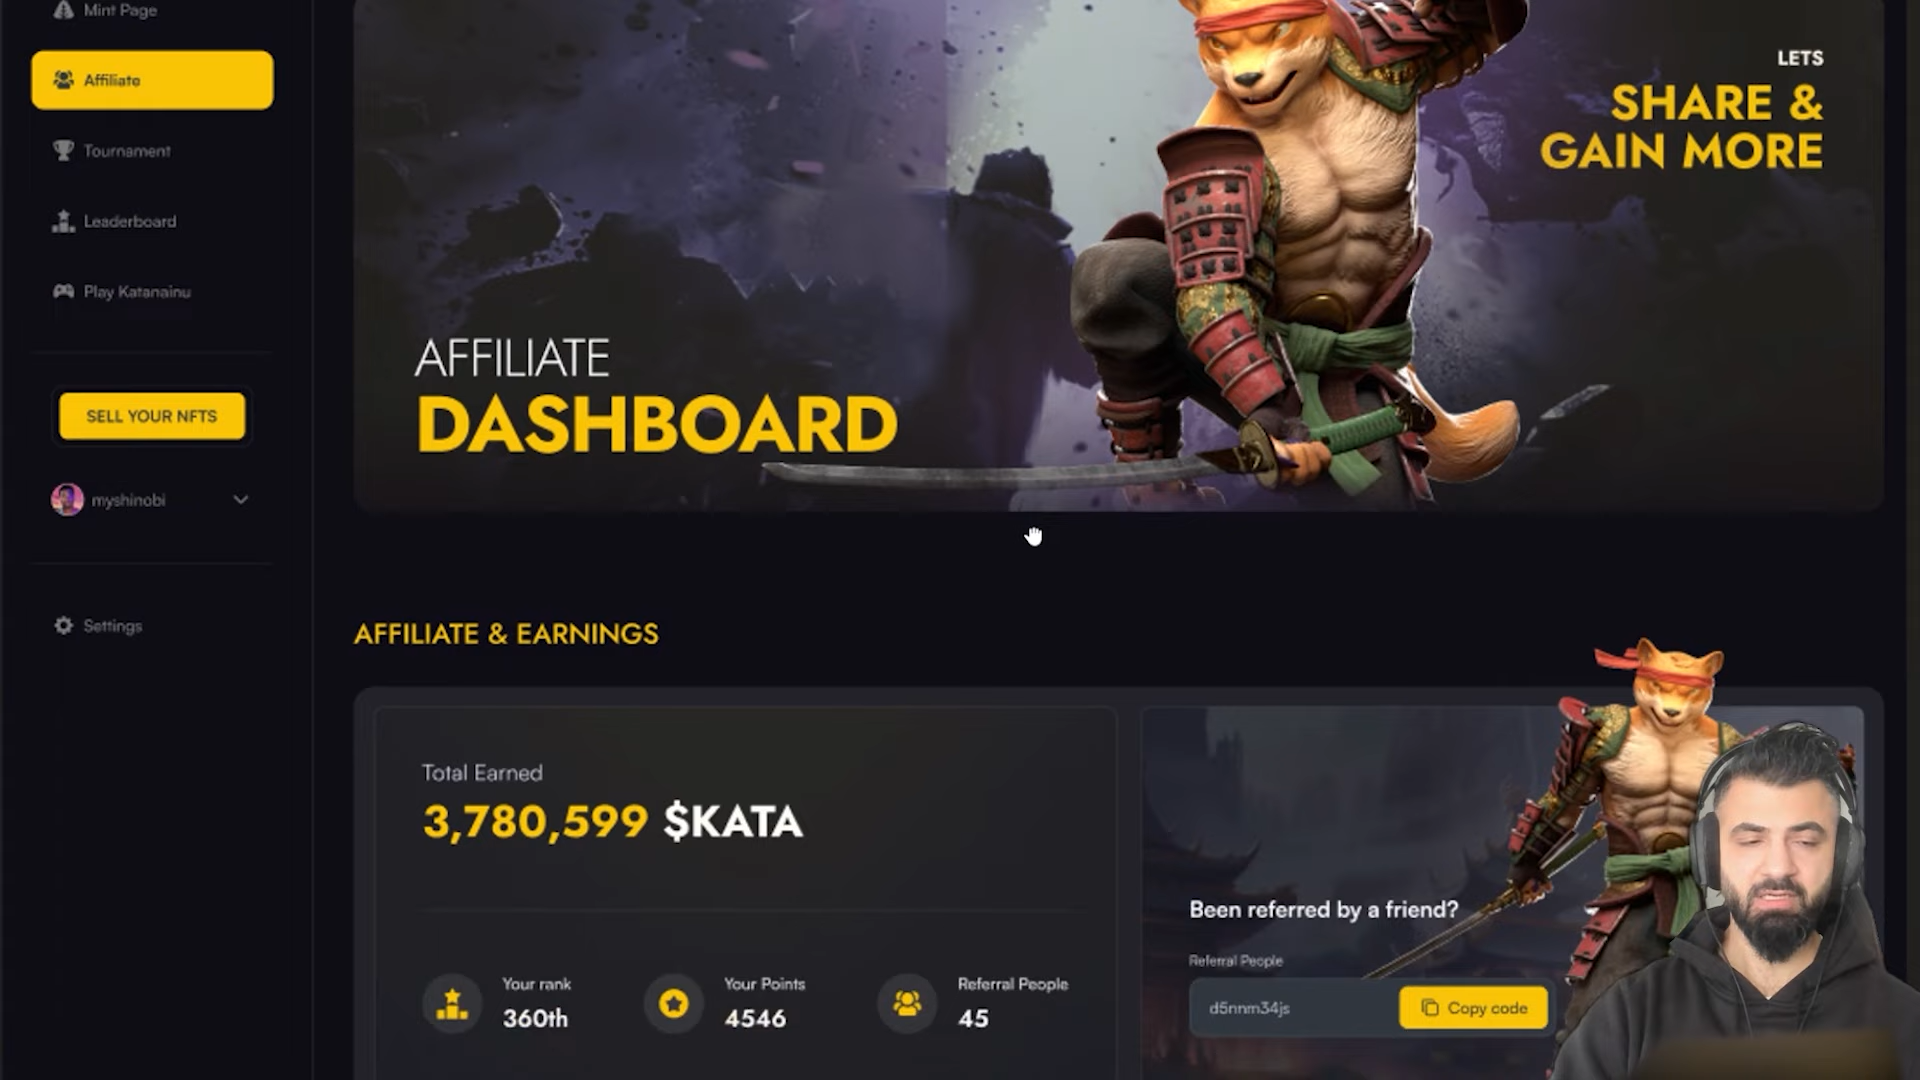 Mint Page
Affiliate
Tournament
Leaderboard
Play Katanainu
SELL YOUR NFTS
myshinobi
Settings
LETS
SHARE &
GAIN MORE
AFFILIATE
DASHBOARD
AFFILIATE & EARNINGS
Total Earned
3,780,599 $KATA
Your rank
360th
Your Points
4546
Referral People
45
Been referred by a friend?
Referral People
d5nnm34js
Copy code